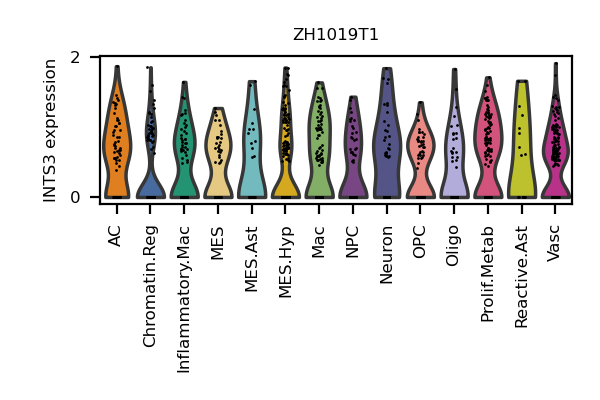 ZH1019T1
INTS3 expression
2
0
AC
Chromatin.Reg
Inflammatory.Mac
MES
MES.Ast
MES.Hyp
Mac
NPC
Neuron
OPC
Oligo
Prolif.Metab
Reactive.Ast
Vasc